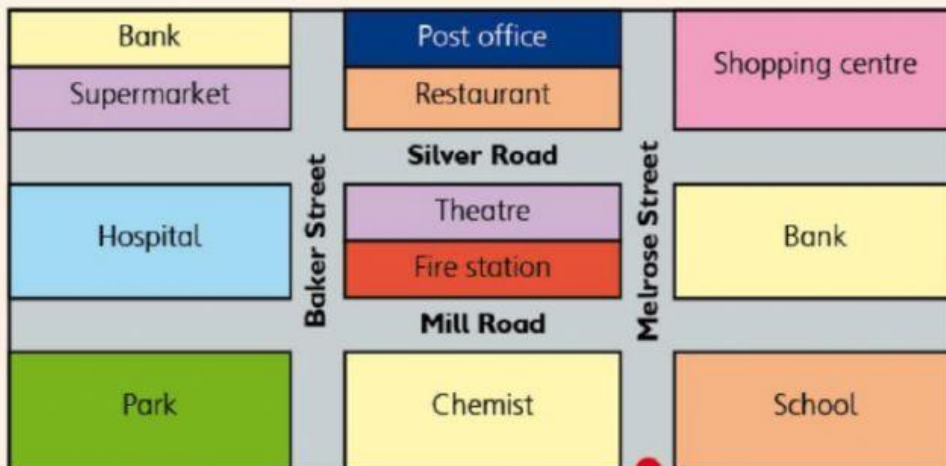 Bank
Post office
Shopping centre
Supermarket
Restaurant
Silver Road
Baker Street
Melrose Street
Hospital
Theatre
Bank
Fire station
Mill Road
Park
Chemist
School